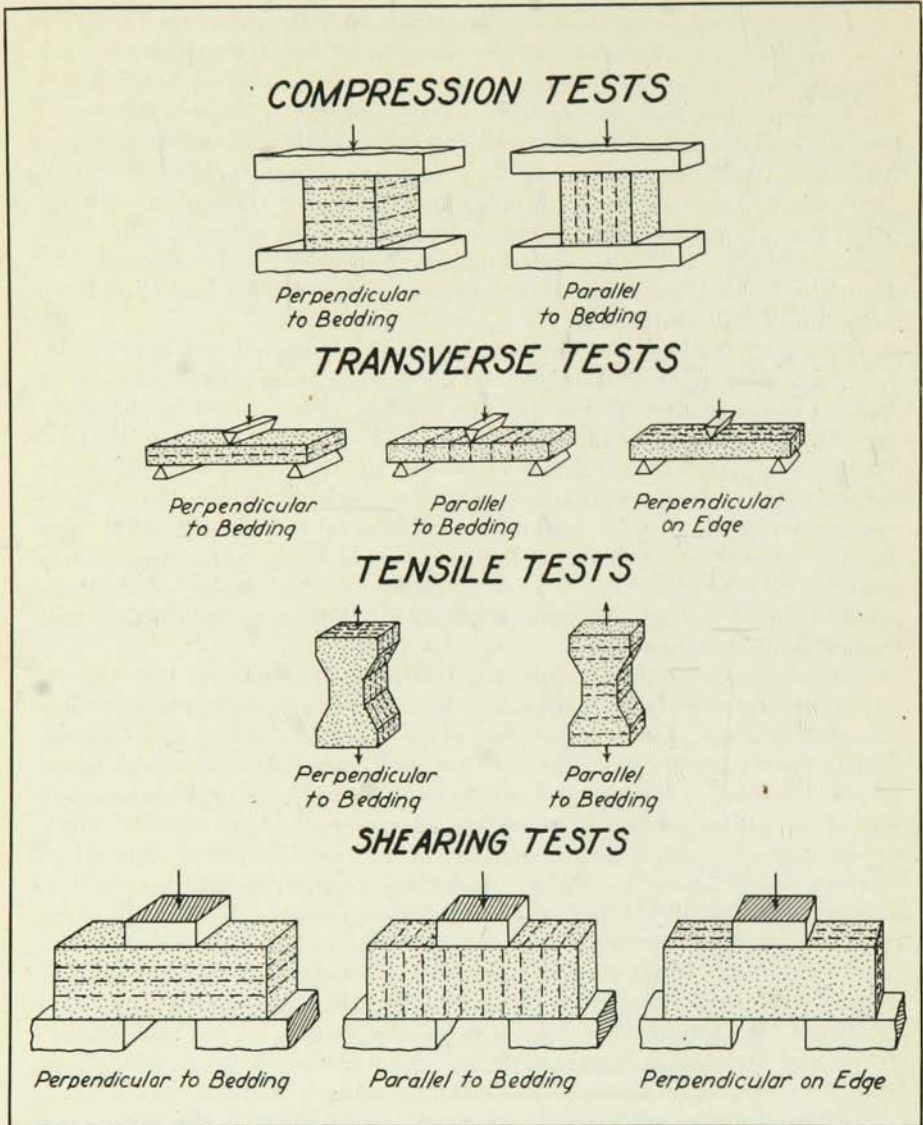 COMPRESSION TESTS
Perpendicular
to Bedding
Parallel
to Bedding
TRANSVERSE TESTS
Perpendicular
to Bedding
Parallel
to Bedding
Perpendicular
on Edge
TENSILE TESTS
Perpendicular
to Bedding
Parallel
to Bedding
SHEARING TESTS
Perpendicular to Bedding
Parallel to Bedding
Perpendicular on Edge